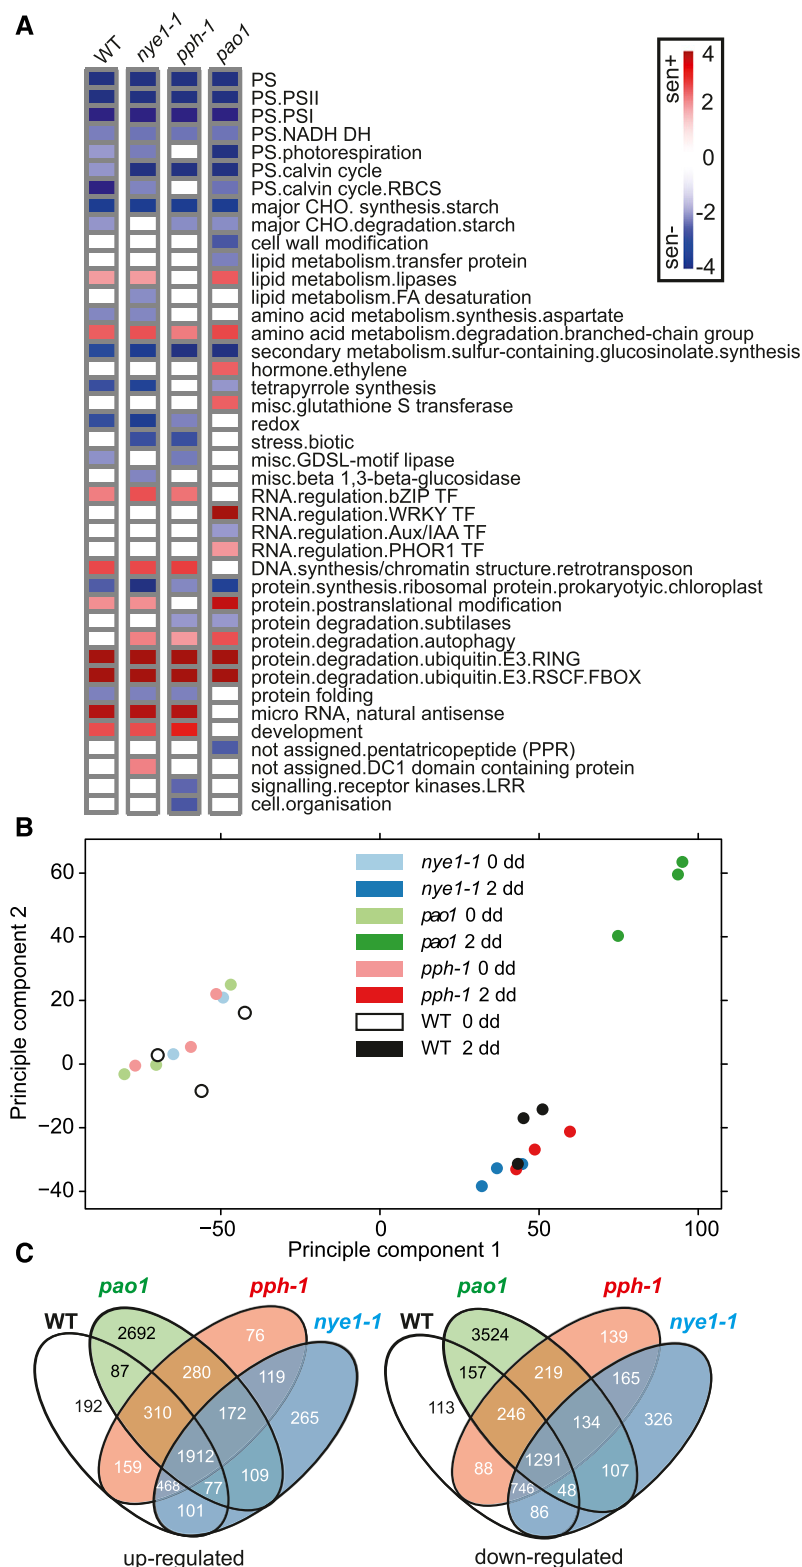 A
WT
nye1-1
pph-1
pao1
PS
PS.PSII
PS.PSI
PS.NADH DH
PS.photorespiration
PS.calvin cycle
PS.calvin cycle.RBCS
major CHO. synthesis.starch
major CHO.degradation.starch
cell wall modification
lipid metabolism.transfer protein
lipid metabolism.lipases
lipid metabolism.FA desaturation
amino acid metabolism.synthesis.aspartate
amino acid metabolism.degradation.branched-chain group
secondary metabolism.sulfur-containing.glucosinolate.synthesis
hormone.ethylene
tetrapyrrole synthesis
misc.glutathione S transferase
redox
stress.biotic
misc.GDSL-motif lipase
misc.beta 1,3-beta-glucosidase
RNA.regulation.bZIP TF
RNA.regulation.WRKY TF
RNA.regulation.Aux/IAA TF
RNA.regulation.PHOR1 TF
DNA.synthesis/chromatin structure.retrotransposon
protein.synthesis.ribosomal protein.prokaryotyic.chloroplast
protein.postranslational modification
protein degradation.subtilases
protein.degradation.autophagy
protein.degradation.ubiquitin.E3.RING
protein.degradation.ubiquitin.E3.RSCF.FBOX
protein folding
micro RNA, natural antisense
development
not assigned.pentatricopeptide (PPR)
not assigned.DC1 domain containing protein
signalling.receptor kinases.LRR
cell.organisation
sen+
sen-
4
2
0
-2
-4
B
Principle component 2
60
40
20
0
−20
−40
nye1-1 0 dd
nye1-1 2 dd
pao1 0 dd
pao1 2 dd
pph-1 0 dd
pph-1 2 dd
WT 0 dd
WT 2 dd
−50
0
50
100
Principle component 1
C
pao1
pph-1
WT
nye1-1
2692
76
87
280
119
192
310
172
265
1912
159
468
77
109
101
up-regulated
pao1
pph-1
WT
nye1-1
3524
139
157
219
165
113
246
134
326
1291
88
746
48
107
86
down-regulated